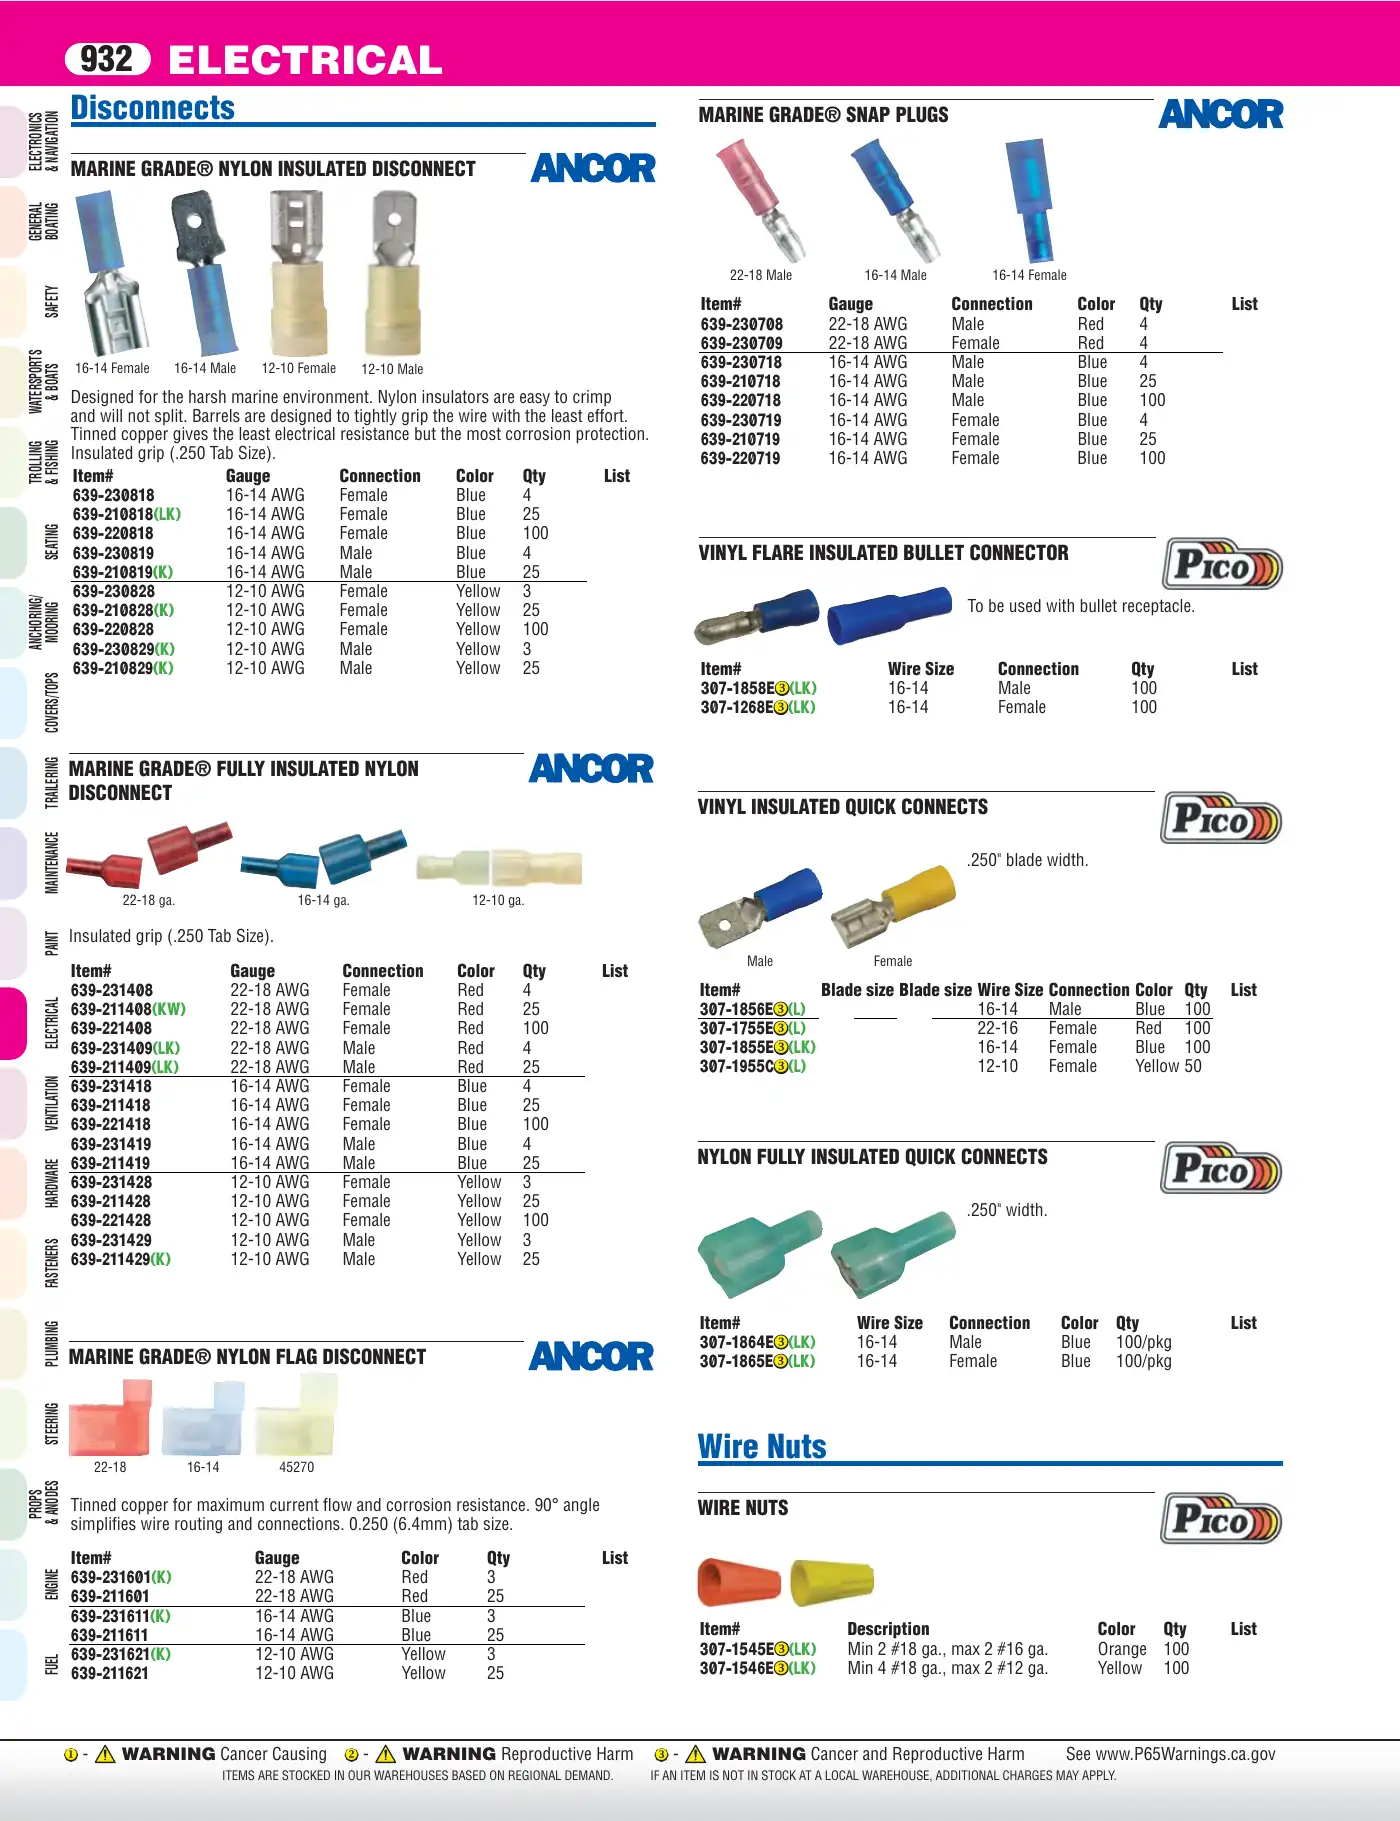 932 ELECTRICAL
ELECTRONICS
& NAVIGATION
GENERAL
BOATING
SAFETY
WATERSPORTS
& BOATS
TROLLING
& FISHING
SEATING
ANCHORING/
MOORING
COVERS/TOPS
TRAILERING
MAINTENANCE
PAINT
ELECTRICAL
VENTILATION
HARDWARE
FASTENERS
PLUMBING
STEERING
PROPS
& ANODES
ENGINE
FUEL
Disconnects
MARINE GRADE® NYLON INSULATED DISCONNECT
ANCOR
16-14 Female 16-14 Male 12-10 Female 12-10 Male
Designed for the harsh marine environment. Nylon insulators are easy to crimp
and will not split. Barrels are designed to tightly grip the wire with the least effort.
Tinned copper gives the least electrical resistance but the most corrosion protection.
Insulated grip (.250 Tab Size).
Item# Gauge Connection Color Qty List
639-230818 16-14 AWG Female Blue 4
639-210818(LK) 16-14 AWG Female Blue 25
639-220818 16-14 AWG Female Blue 100
639-230819 16-14 AWG Male Blue 4
639-210819(K) 16-14 AWG Male Blue 25
639-230828 12-10 AWG Female Yellow 3
639-210828(K) 12-10 AWG Female Yellow 25
639-220828 12-10 AWG Female Yellow 100
639-230829(K) 12-10 AWG Male Yellow 3
639-210829(K) 12-10 AWG Male Yellow 25
MARINE GRADE® FULLY INSULATED NYLON
DISCONNECT
ANCOR
22-18 ga. 16-14 ga. 12-10 ga.
Insulated grip (.250 Tab Size).
Item# Gauge Connection Color Qty List
639-231408 22-18 AWG Female Red 4
639-211408(KW) 22-18 AWG Female Red 25
639-221408 22-18 AWG Female Red 100
639-231409(LK) 22-18 AWG Male Red 4
639-211409(LK) 22-18 AWG Male Red 25
639-231418 16-14 AWG Female Blue 4
639-211418 16-14 AWG Female Blue 25
639-221418 16-14 AWG Female Blue 100
639-231419 16-14 AWG Male Blue 4
639-211419 16-14 AWG Male Blue 25
639-231428 12-10 AWG Female Yellow 3
639-211428 12-10 AWG Female Yellow 25
639-221428 12-10 AWG Female Yellow 100
639-231429 12-10 AWG Male Yellow 3
639-211429(K) 12-10 AWG Male Yellow 25
MARINE GRADE® NYLON FLAG DISCONNECT
ANCOR
22-18 16-14 45270
Tinned copper for maximum current flow and corrosion resistance. 90° angle
simplifies wire routing and connections. 0.250 (6.4mm) tab size.
Item# Gauge Color Qty List
639-231601(K) 22-18 AWG Red 3
639-211601 22-18 AWG Red 25
639-231611(K) 16-14 AWG Blue 3
639-211611 16-14 AWG Blue 25
639-231621(K) 12-10 AWG Yellow 3
639-211621 12-10 AWG Yellow 25
MARINE GRADE® SNAP PLUGS
ANCOR
22-18 Male 16-14 Male 16-14 Female
Item# Gauge Connection Color Qty List
639-230708 22-18 AWG Male Red 4
639-230709 22-18 AWG Female Red 4
639-230718 16-14 AWG Male Blue 4
639-210718 16-14 AWG Male Blue 25
639-220718 16-14 AWG Male Blue 100
639-230719 16-14 AWG Female Blue 4
639-210719 16-14 AWG Female Blue 25
639-220719 16-14 AWG Female Blue 100
VINYL FLARE INSULATED BULLET CONNECTOR
PICO
To be used with bullet receptacle.
Item# Wire Size Connection Qty List
307-1858E3(LK) 16-14 Male 100
307-1268E3(LK) 16-14 Female 100
VINYL INSULATED QUICK CONNECTS
PICO
.250" blade width.
Male Female
Item# Blade size Blade size Wire Size Connection Color Qty List
307-1856E3(L) 16-14 Male Blue 100
307-1755E3(L) 22-16 Female Red 100
307-1855E3(LK) 16-14 Female Blue 100
307-1955C3(L) 12-10 Female Yellow 50
NYLON FULLY INSULATED QUICK CONNECTS
PICO
.250" width.
Item# Wire Size Connection Color Qty List
307-1864E3(LK) 16-14 Male Blue 100/pkg
307-1865E3(LK) 16-14 Female Blue 100/pkg
Wire Nuts
WIRE NUTS
PICO
Item# Description Color Qty List
307-1545E3(LK) Min 2 #18 ga., max 2 #16 ga. Orange 100
307-1546E3(LK) Min 4 #18 ga., max 2 #12 ga. Yellow 100
1 - ! WARNING Cancer Causing 2 - ! WARNING Reproductive Harm 3 - ! WARNING Cancer and Reproductive Harm See www.P65Warnings.ca.gov
ITEMS ARE STOCKED IN OUR WAREHOUSES BASED ON REGIONAL DEMAND. IF AN ITEM IS NOT IN STOCK AT A LOCAL WAREHOUSE, ADDITIONAL CHARGES MAY APPLY.